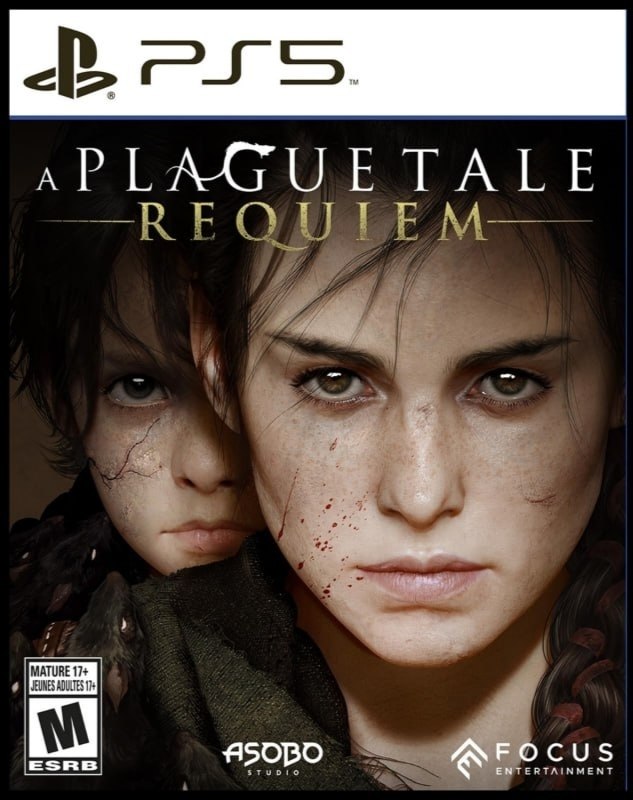 PS5
A PLAGUE TALE
REQUIEM
MATURE 17+
JEUNES ADULTES 17+
M
ESRB
ASOBO
STUDIO
FOCUS
ENTERTAINMENT